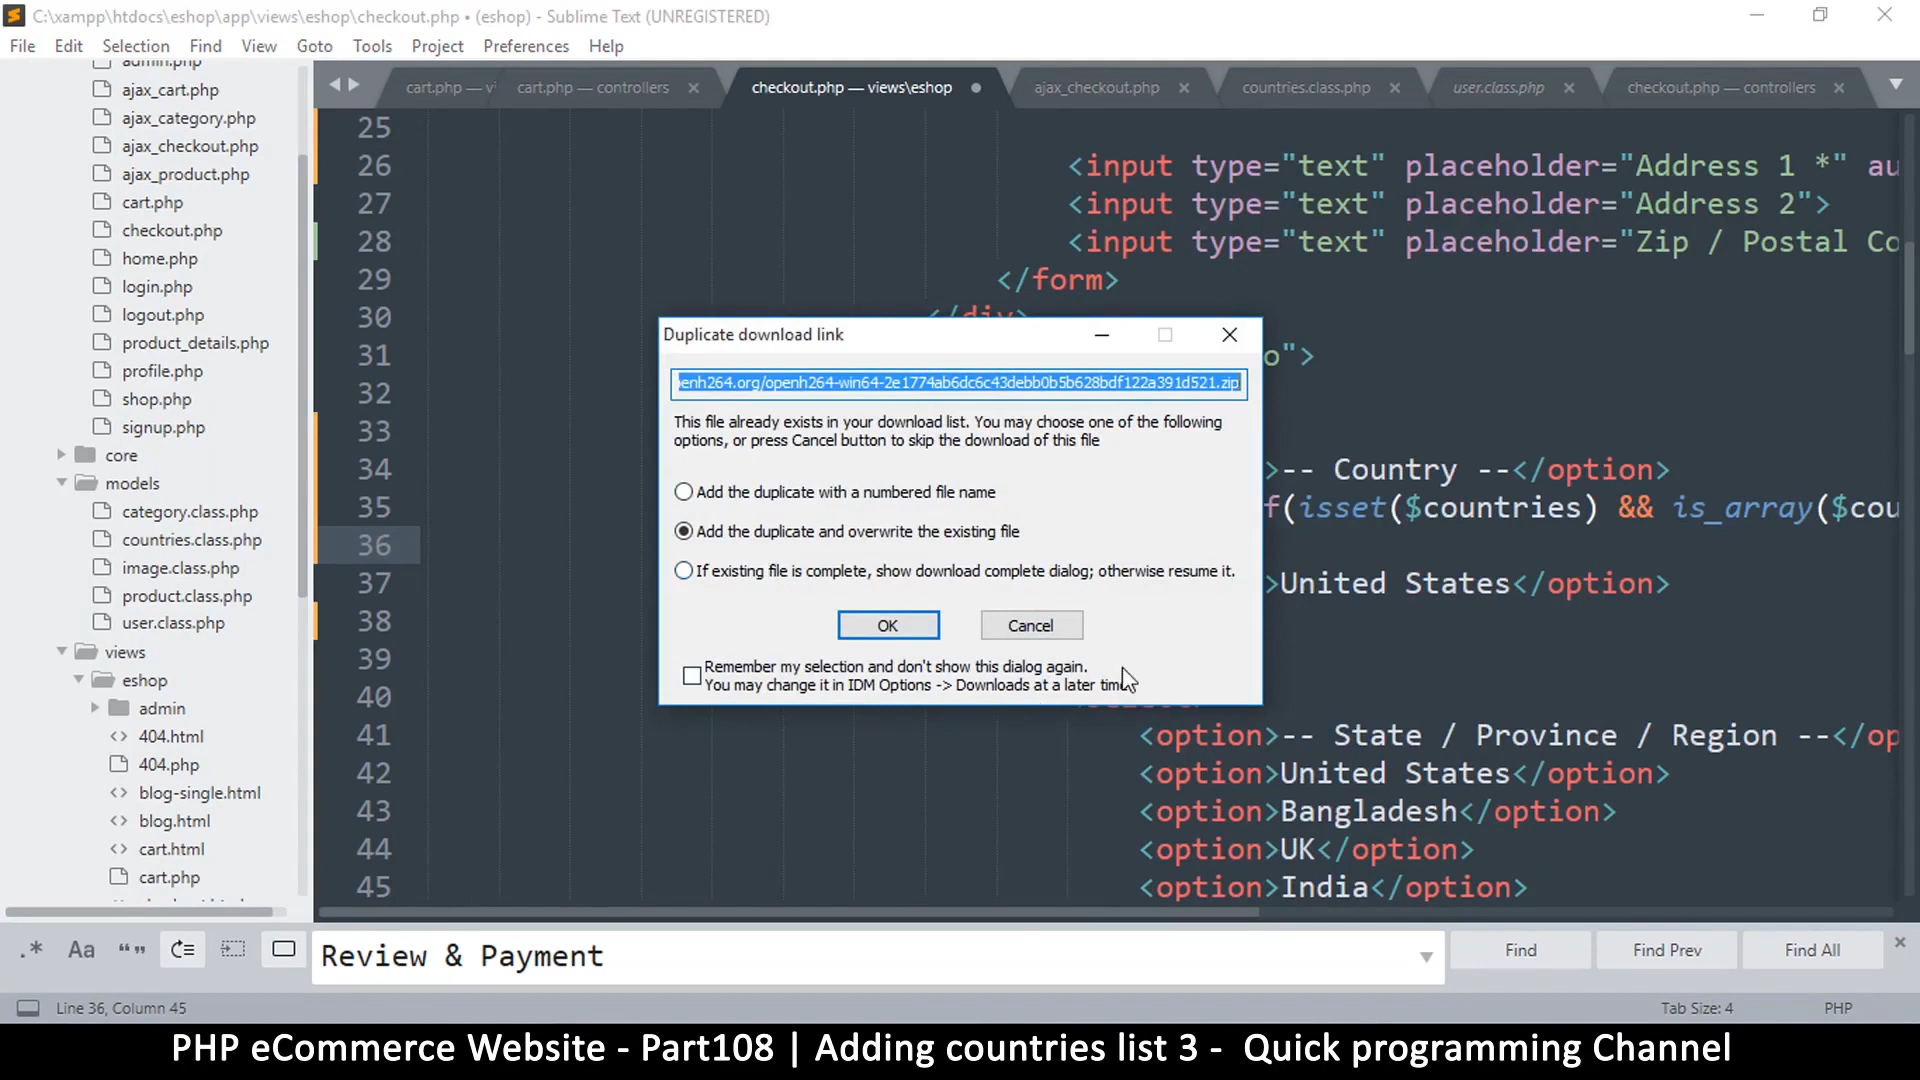 C:\xampp\htdocs\eshop\app\views\eshop\checkout.php • (eshop) - Sublime Text (UNREGISTERED)
File Edit Selection Find View Goto Tools Project Preferences Help
admin.php
ajax_cart.php
ajax_category.php
ajax_checkout.php
ajax_product.php
cart.php
checkout.php
home.php
login.php
logout.php
product_details.php
profile.php
shop.php
signup.php
core
models
category.class.php
countries.class.php
image.class.php
product.class.php
user.class.php
views
eshop
admin
404.html
404.php
blog-single.html
blog.html
cart.html
cart.php
cart.php — vi cart.php — controllers checkout.php — views\eshop ajax_checkout.php countries.class.php user.class.php checkout.php — controllers
25
26 <input type="text" placeholder="Address 1 *" au
27 <input type="text" placeholder="Address 2">
28 <input type="text" placeholder="Zip / Postal Co
29 </form>
30 </div>
31 o">
32
33
34 >-- Country --</option>
35 f(isset($countries) && is_array($cou
36
37 >United States</option>
38
39
40
41 <option>-- State / Province / Region --</op
42 <option>United States</option>
43 <option>Bangladesh</option>
44 <option>UK</option>
45 <option>India</option>
Duplicate download link
enh264.org/openh264-win64-2e1774ab6dc6c43debb0b5b628bdf122a391d521.zip
This file already exists in your download list. You may choose one of the following
options, or press Cancel button to skip the download of this file
Add the duplicate with a numbered file name
Add the duplicate and overwrite the existing file
If existing file is complete, show download complete dialog; otherwise resume it.
OK Cancel
Remember my selection and don't show this dialog again.
You may change it in IDM Options -> Downloads at a later time
.* Aa “” Review & Payment Find Find Prev Find All
Line 36, Column 45 Tab Size: 4 PHP
PHP eCommerce Website - Part108 | Adding countries list 3 - Quick programming Channel